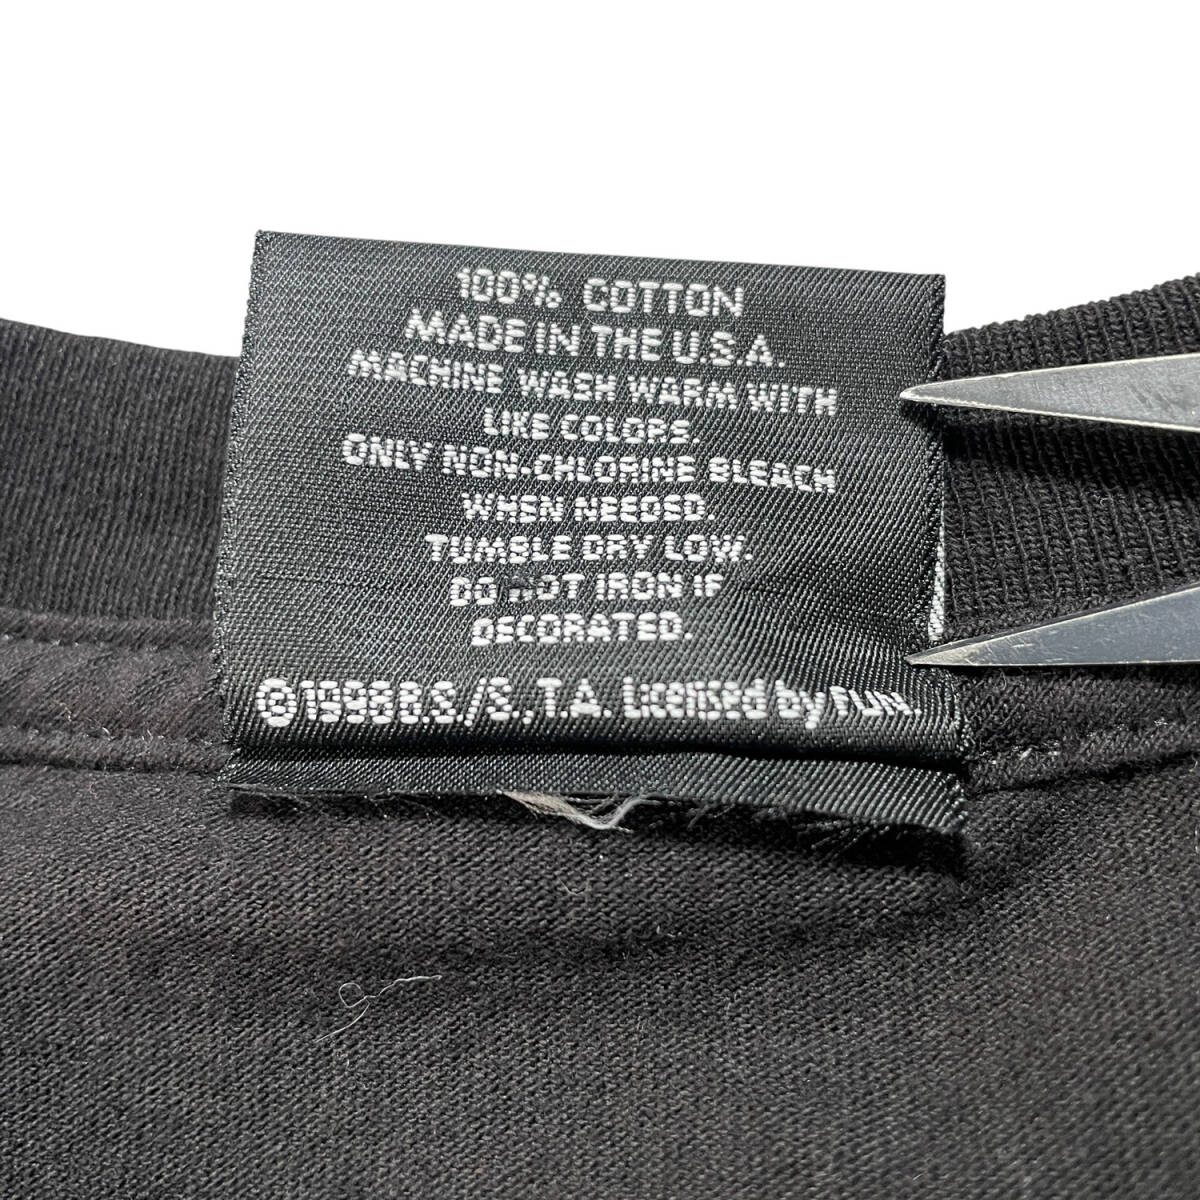 100% COTTON
MADE IN THE U.S.A.
MACHINE WASH WARM WITH
LIKE COLORS.
ONLY NON-CHLORINE BLEACH
WHEN NEEDED.
TUMBLE DRY LOW.
DO NOT IRON IF
DECORATED.
© 1998 B.S./S.,T.A. Licensed by FUN.